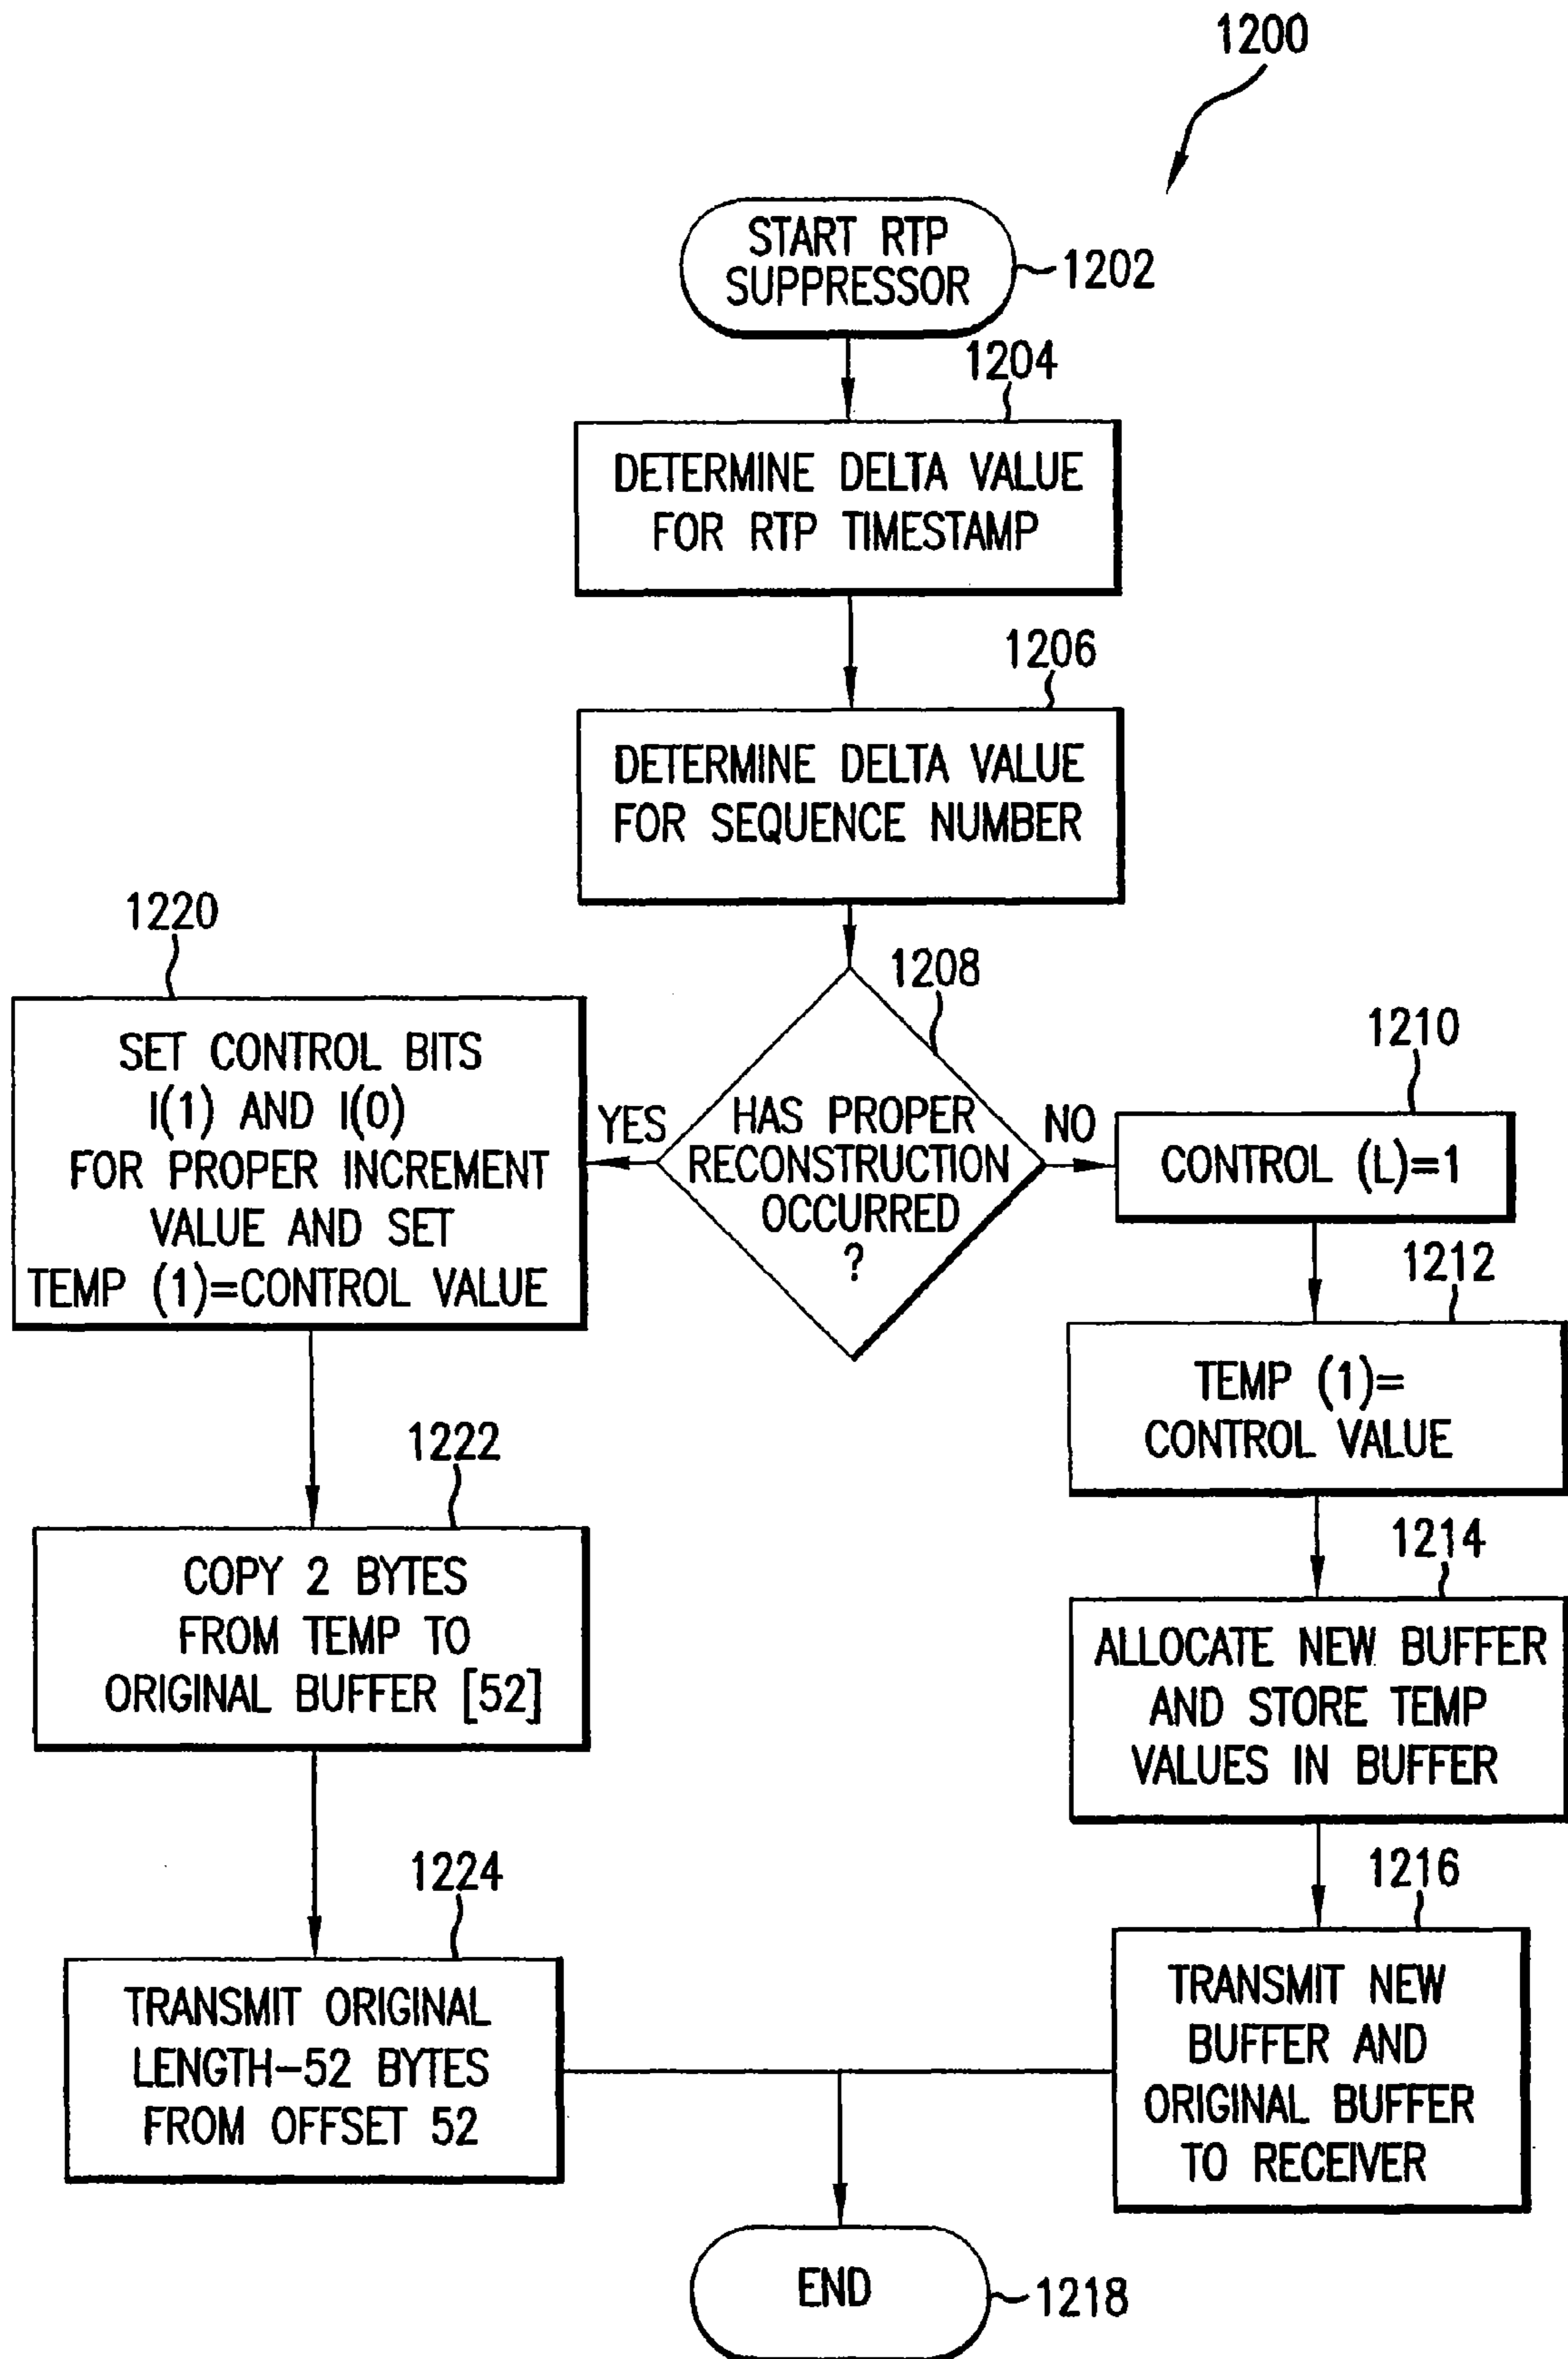 1200
START RTP
SUPPRESSOR
1202
1204
DETERMINE DELTA VALUE
FOR RTP TIMESTAMP
1206
DETERMINE DELTA VALUE
FOR SEQUENCE NUMBER
1208
HAS PROPER
RECONSTRUCTION
OCCURRED
?
YES
NO
1220
SET CONTROL BITS
I(1) AND I(0)
FOR PROPER INCREMENT
VALUE AND SET
TEMP (1)=CONTROL VALUE
1222
COPY 2 BYTES
FROM TEMP TO
ORIGINAL BUFFER [52]
1224
TRANSMIT ORIGINAL
LENGTH-52 BYTES
FROM OFFSET 52
1210
CONTROL (L)=1
1212
TEMP (1)=
CONTROL VALUE
1214
ALLOCATE NEW BUFFER
AND STORE TEMP
VALUES IN BUFFER
1216
TRANSMIT NEW
BUFFER AND
ORIGINAL BUFFER
TO RECEIVER
END
1218